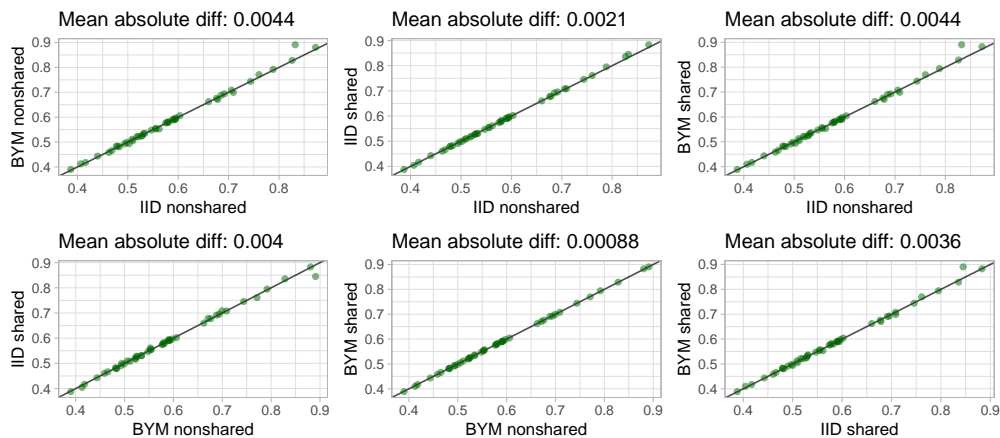 Mean absolute diff: 0.0044
Mean absolute diff: 0.0021
Mean absolute diff: 0.0044
BYM nonshared
0.9
0.8
0.7
0.6
0.5
0.4
0.4 0.5 0.6 0.7 0.8
IID nonshared
IID shared
0.9
0.8
0.7
0.6
0.5
0.4
0.4 0.5 0.6 0.7 0.8
IID nonshared
BYM shared
0.9
0.8
0.7
0.6
0.5
0.4
0.4 0.5 0.6 0.7 0.8
IID nonshared
Mean absolute diff: 0.004
Mean absolute diff: 0.00088
Mean absolute diff: 0.0036
IID shared
0.9
0.8
0.7
0.6
0.5
0.4
0.4 0.5 0.6 0.7 0.8 0.9
BYM nonshared
BYM shared
0.9
0.8
0.7
0.6
0.5
0.4
0.4 0.5 0.6 0.7 0.8 0.9
BYM nonshared
BYM shared
0.9
0.8
0.7
0.6
0.5
0.4
0.4 0.5 0.6 0.7 0.8 0.9
IID shared